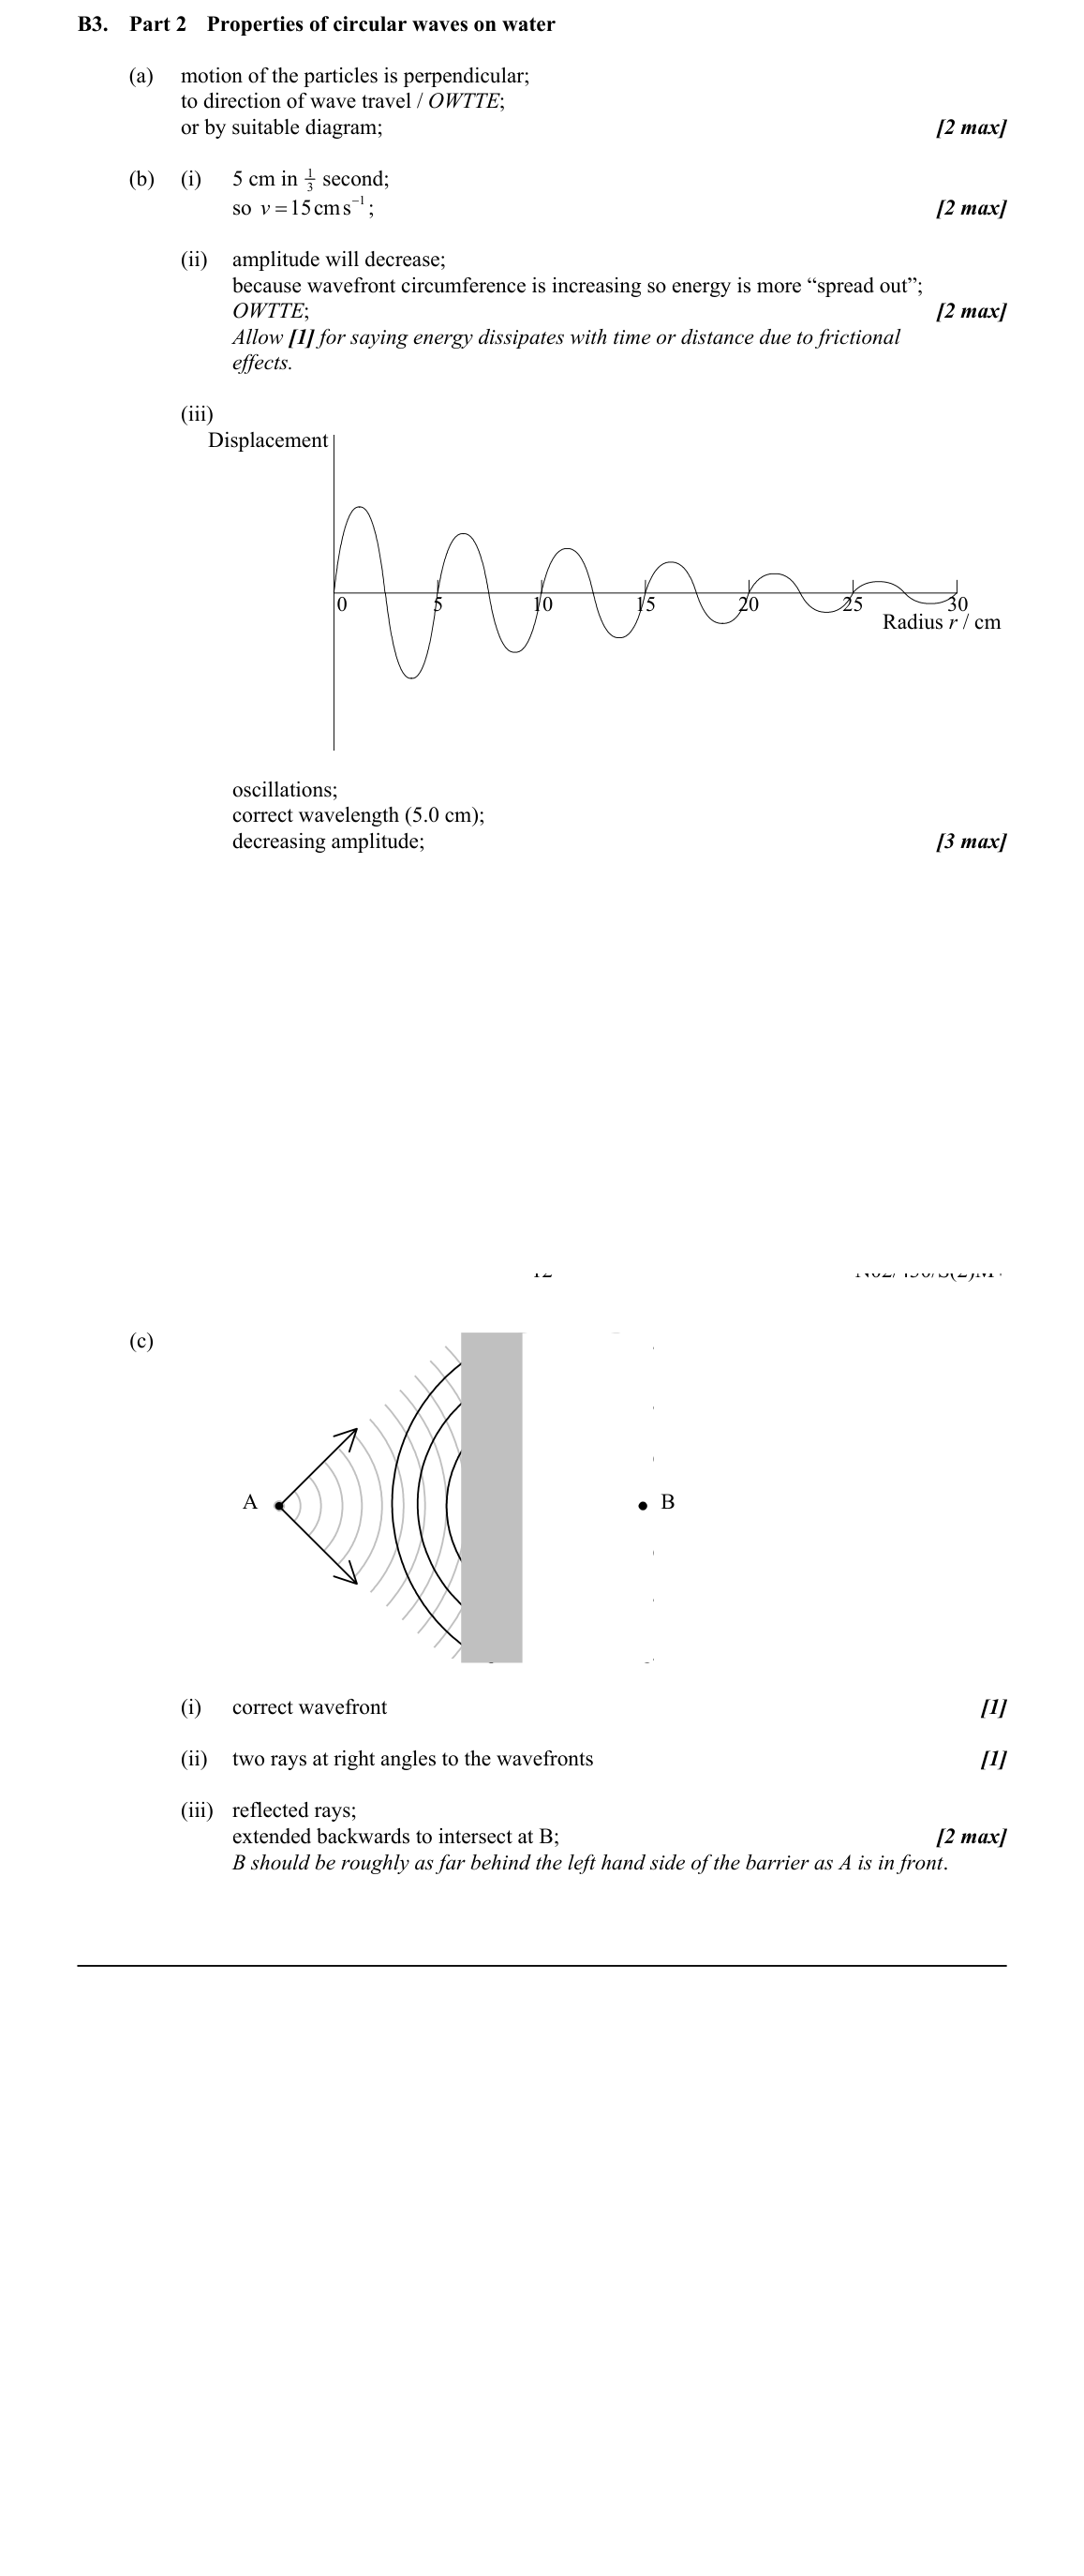 B3. Part 2 Properties of circular waves on water
(a) motion of the particles is perpendicular;
to direction of wave travel / OWTTE;
or by suitable diagram; [2 max]
(b) (i) 5 cm in 1/3 second;
so v = 15 cm s⁻¹; [2 max]
(ii) amplitude will decrease;
because wavefront circumference is increasing so energy is more “spread out”;
OWTTE; [2 max]
Allow [1] for saying energy dissipates with time or distance due to frictional
effects.
(iii)
Displacement
0 5 10 15 20 25 30
Radius r / cm
oscillations;
correct wavelength (5.0 cm);
decreasing amplitude; [3 max]
(c)
A B
(i) correct wavefront [1]
(ii) two rays at right angles to the wavefronts [1]
(iii) reflected rays;
extended backwards to intersect at B; [2 max]
B should be roughly as far behind the left hand side of the barrier as A is in front.